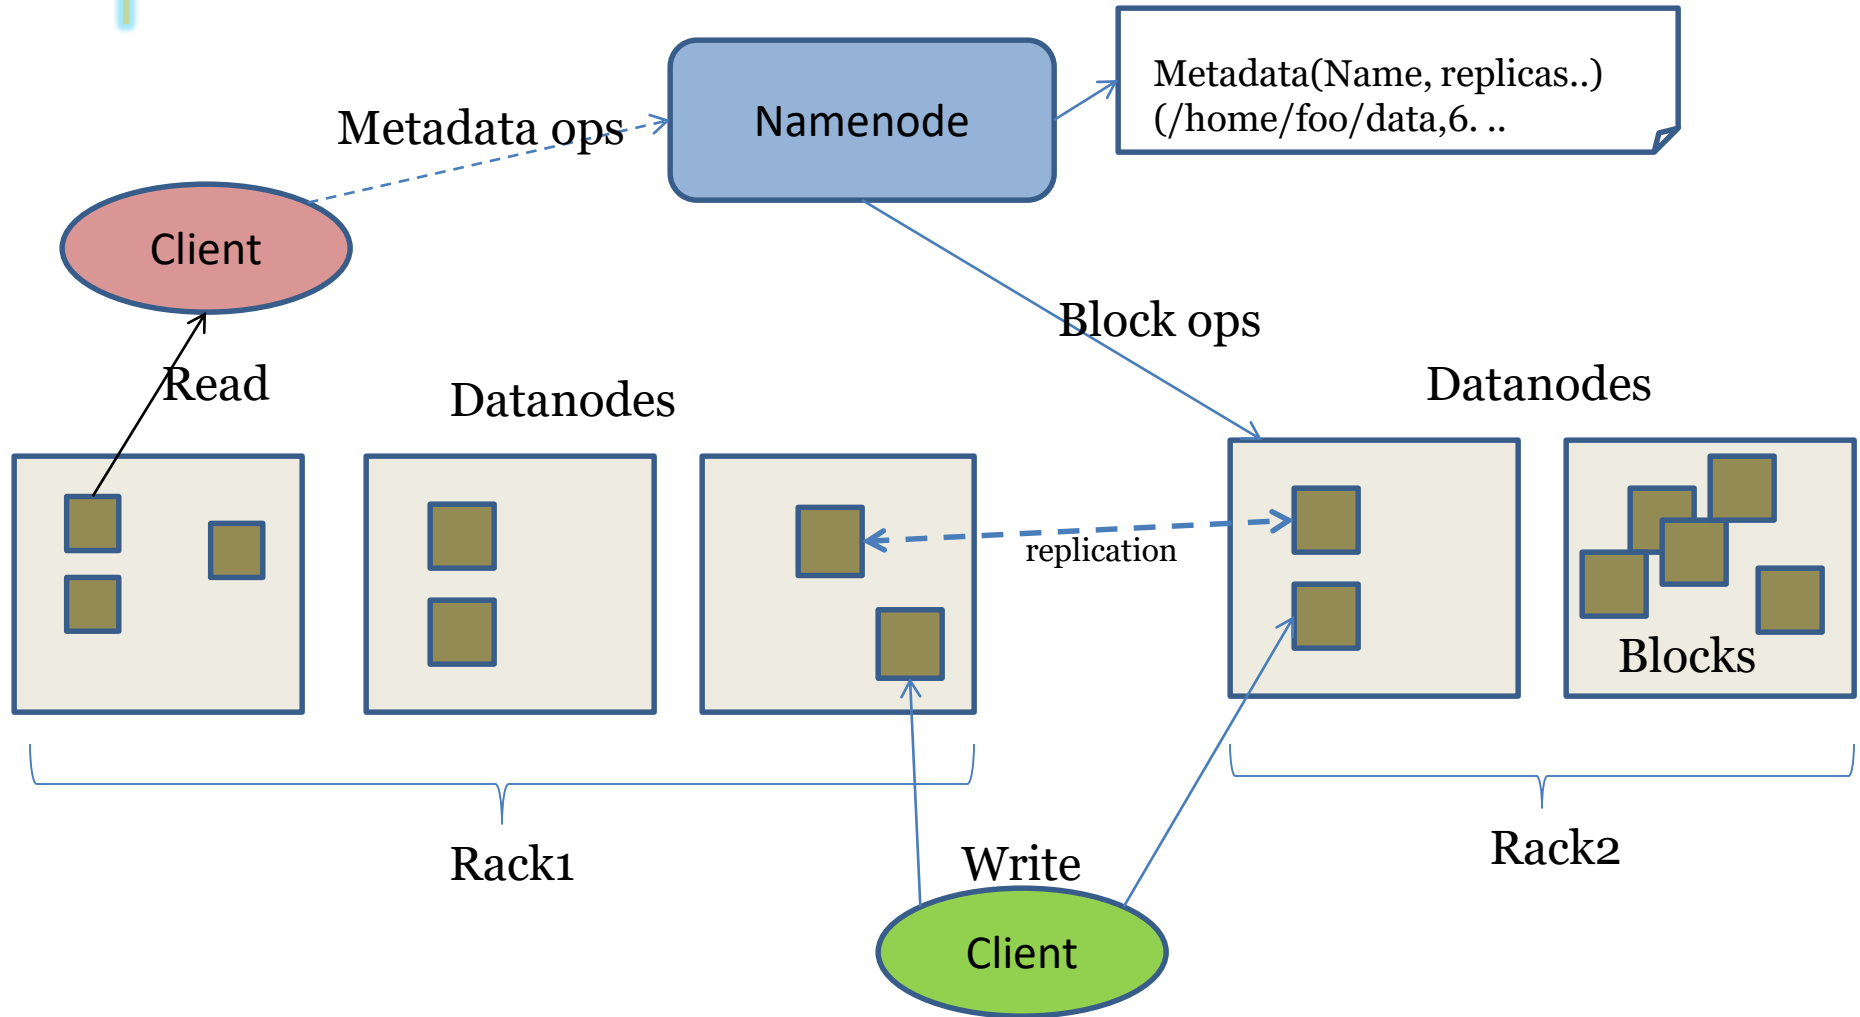 Metadata(Name, replicas..)
(/home/foo/data,6. ..
Namenode
Metadata ops
Client
Block ops
Read
Datanodes
Datanodes
replication
Blocks
Rack1
Write
Rack2
Client